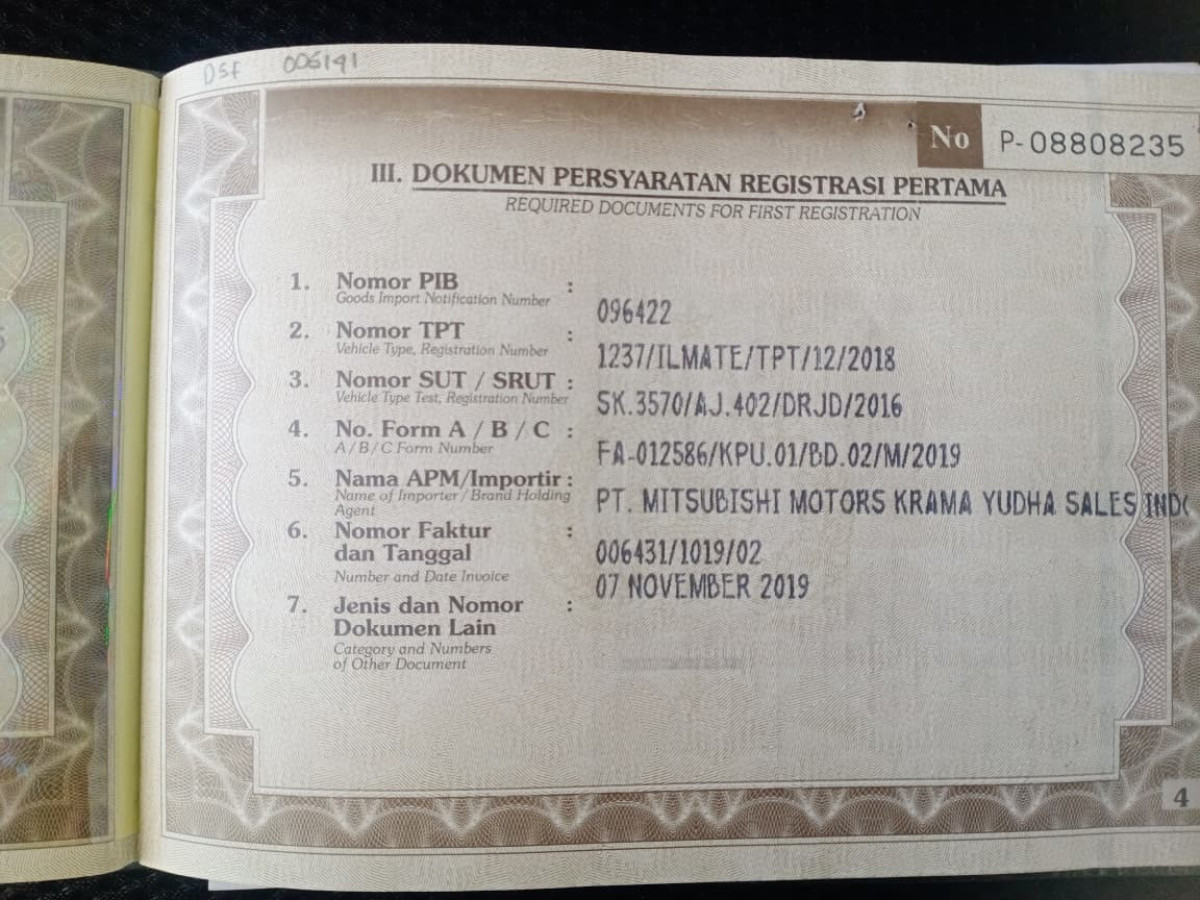 DSF 006191
No P-08808235
III. DOKUMEN PERSYARATAN REGISTRASI PERTAMA
REQUIRED DOCUMENTS FOR FIRST REGISTRATION
1. Nomor PIB :
Goods Import Notification Number
096422
2. Nomor TPT :
Vehicle Type, Registration Number
1237/ILMATE/TPT/12/2018
3. Nomor SUT / SRUT :
Vehicle Type Test, Registration Number
SK.3570/AJ.402/DRJD/2016
4. No. Form A / B / C :
A / B / C Form Number
FA-012586/KPU.01/BD.02/M/2019
5. Nama APM/Importir :
Name of Importer / Brand Holding
Agent
PT. MITSUBISHI MOTORS KRAMA YUDHA SALES INDO
6. Nomor Faktur :
dan Tanggal
Number and Date Invoice
006431/1019/02
07 NOVEMBER 2019
7. Jenis dan Nomor :
Dokumen Lain
Category and Numbers
of Other Document
4